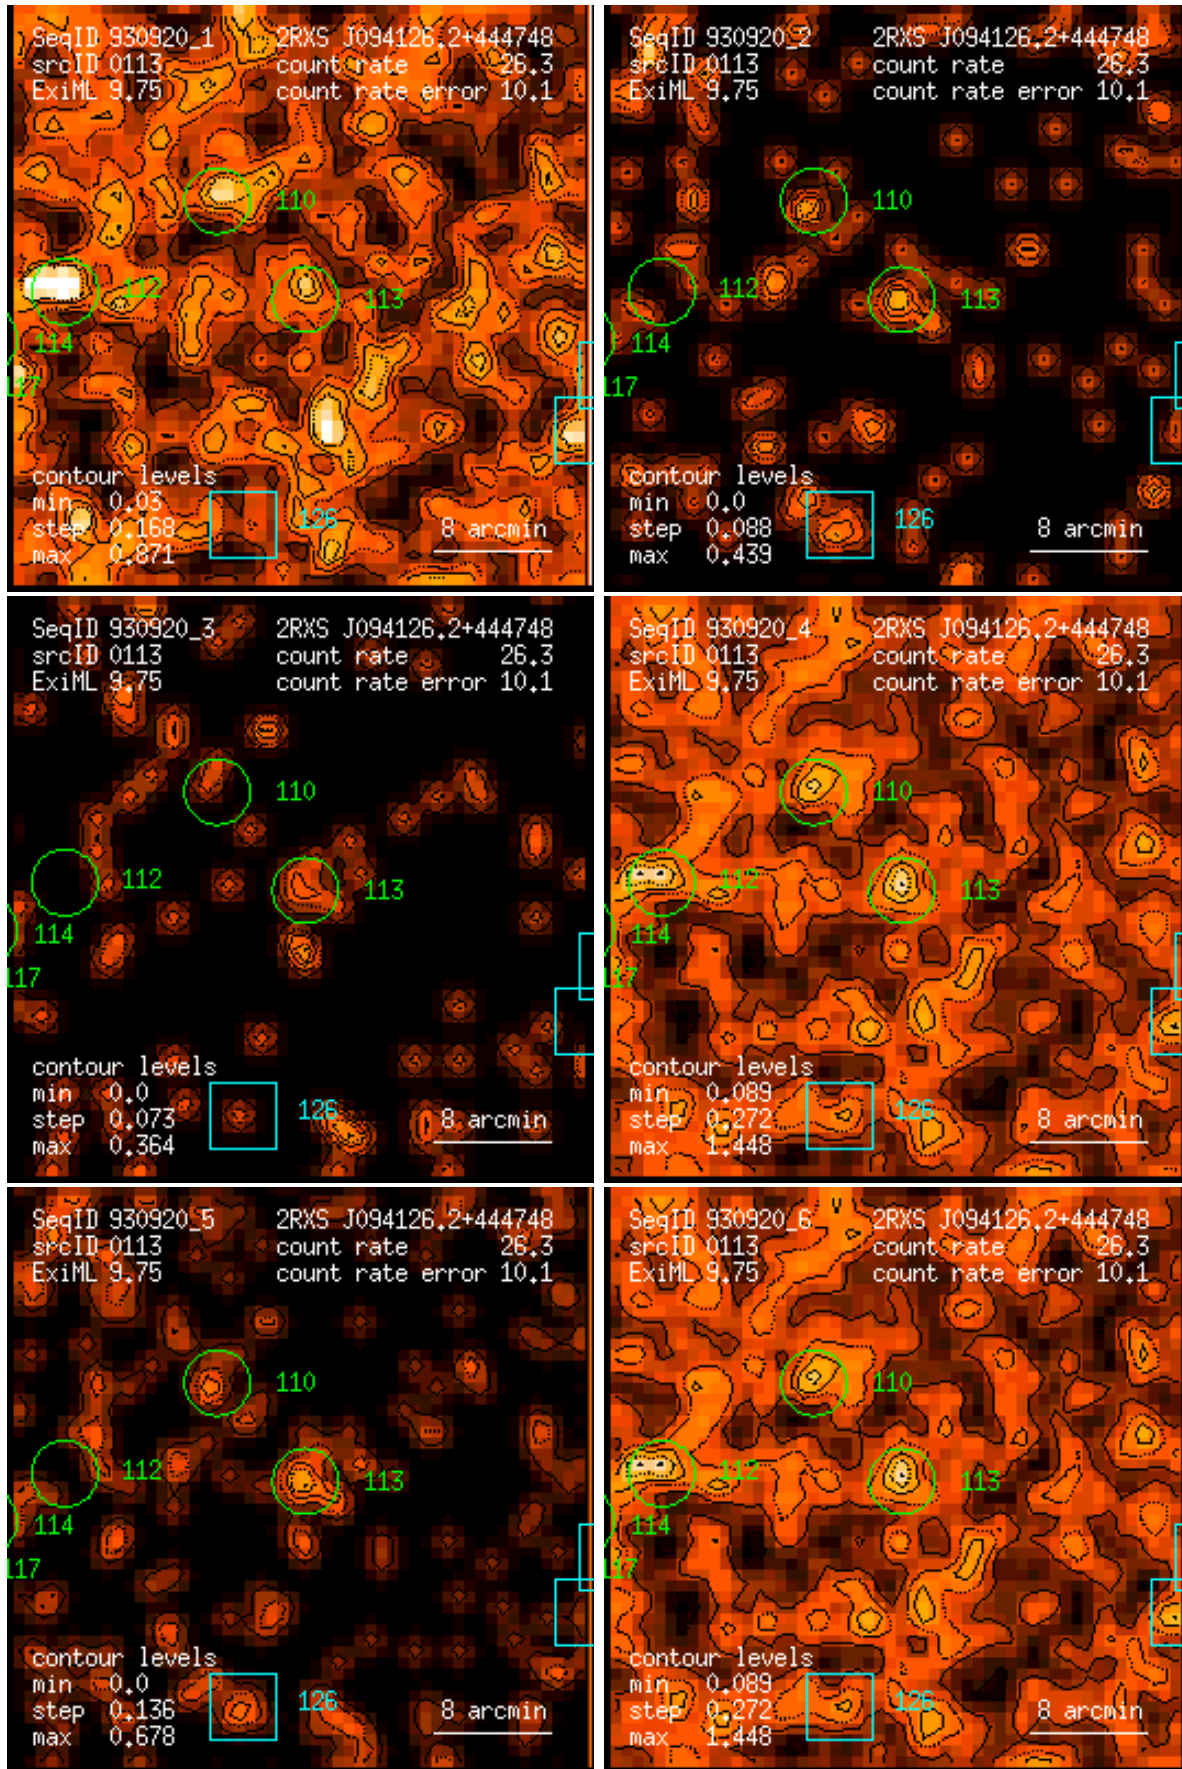 SeqID 930920_1 2RXS J094126.2+444748
srcID 0113 count rate 26.3
ExiML 9.75 count rate error 10.1
110
112 113
114
117
contour levels
min 0.03
step 0.168 126 8 arcmin
max 0.871
SeqID 930920_2 2RXS J094126.2+444748
srcID 0113 count rate 26.3
ExiML 9.75 count rate error 10.1
110
112 113
114
117
contour levels
min 0.0
step 0.088 126 8 arcmin
max 0.439
SeqID 930920_3 2RXS J094126.2+444748
srcID 0113 count rate 26.3
ExiML 9.75 count rate error 10.1
110
112 113
114
117
contour levels
min 0.0
step 0.073 126 8 arcmin
max 0.364
SeqID 930920_4 2RXS J094126.2+444748
srcID 0113 count rate 26.3
ExiML 9.75 count rate error 10.1
110
112 113
114
117
contour levels
min 0.089
step 0.272 126 8 arcmin
max 1.448
SeqID 930920_5 2RXS J094126.2+444748
srcID 0113 count rate 26.3
ExiML 9.75 count rate error 10.1
110
112 113
114
117
contour levels
min 0.0
step 0.136 126 8 arcmin
max 0.678
SeqID 930920_6 2RXS J094126.2+444748
srcID 0113 count rate 26.3
ExiML 9.75 count rate error 10.1
110
112 113
114
117
contour levels
min 0.089
step 0.272 126 8 arcmin
max 1.448